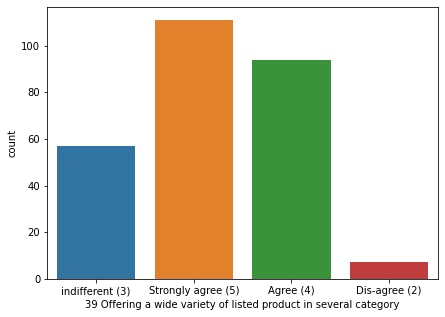 100
80
60
40
20
0
count
indifferent (3) Strongly agree (5) Agree (4) Dis-agree (2)
39 Offering a wide variety of listed product in several category